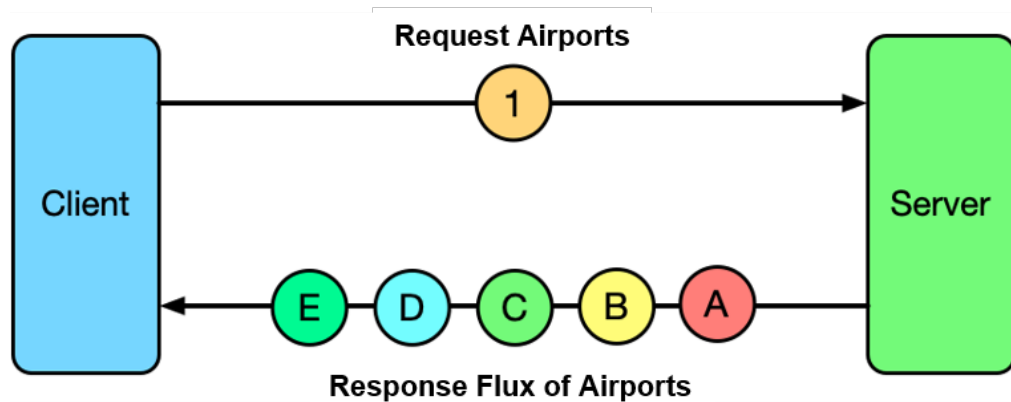 Request Airports
1
Client
Server
E D C B A
Response Flux of Airports